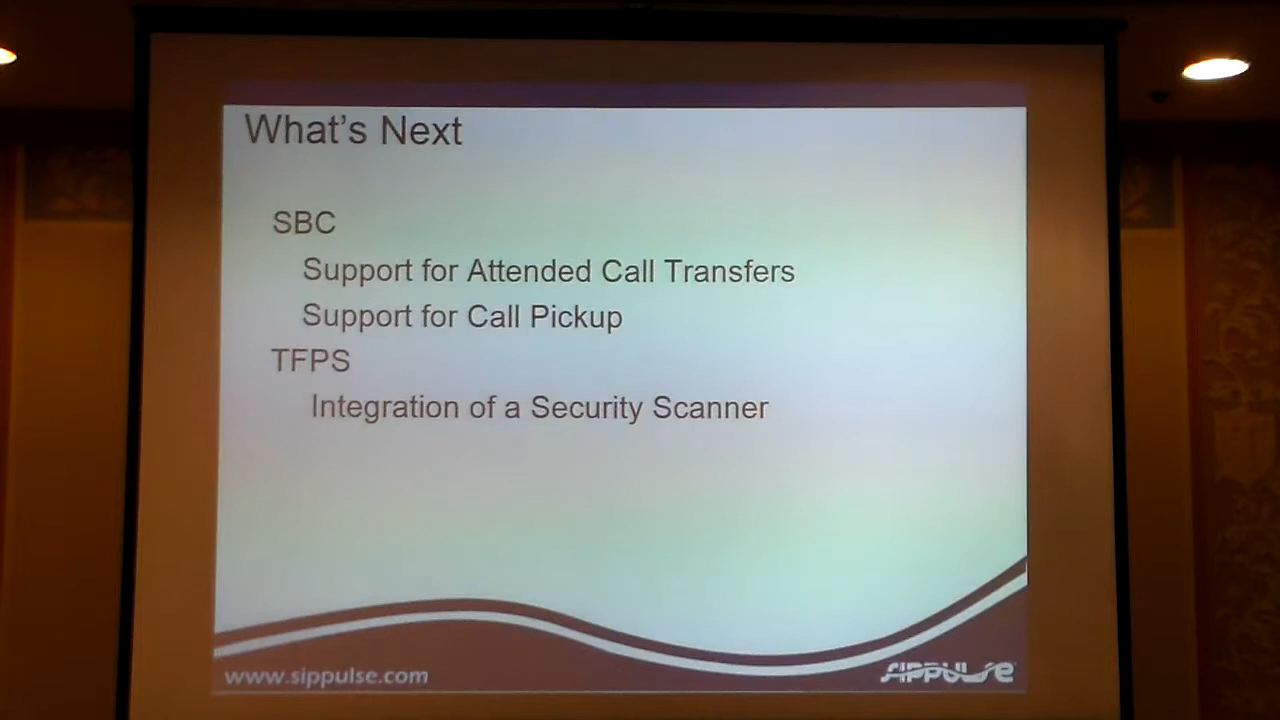 What's Next
SBC
Support for Attended Call Transfers
Support for Call Pickup
TFPS
Integration of a Security Scanner
www.sippulse.com
SIPPULSE